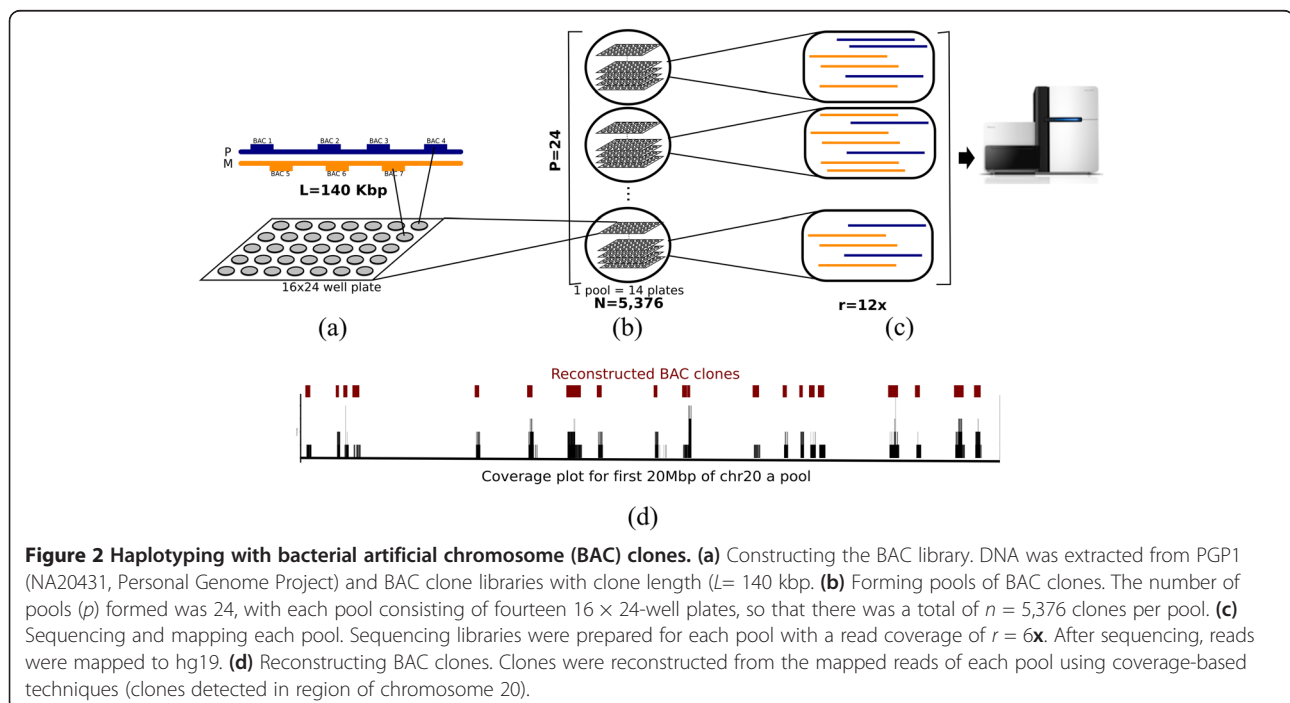 BAC 1
BAC 2
BAC 3
BAC 4
P
M
BAC 5
BAC 6
BAC 7
L=140 Kbp
16x24 well plate
(a)
P=24
1 pool = 14 plates
N=5,376
(b)
r=12x
(c)
Reconstructed BAC clones
Coverage plot for first 20Mbp of chr20 a pool
(d)
Figure 2 Haplotyping with bacterial artificial chromosome (BAC) clones. (a) Constructing the BAC library. DNA was extracted from PGP1
(NA20431, Personal Genome Project) and BAC clone libraries with clone length (L= 140 kbp. (b) Forming pools of BAC clones. The number of
pools (p) formed was 24, with each pool consisting of fourteen 16 × 24-well plates, so that there was a total of n = 5,376 clones per pool. (c)
Sequencing and mapping each pool. Sequencing libraries were prepared for each pool with a read coverage of r = 6x. After sequencing, reads
were mapped to hg19. (d) Reconstructing BAC clones. Clones were reconstructed from the mapped reads of each pool using coverage-based
techniques (clones detected in region of chromosome 20).